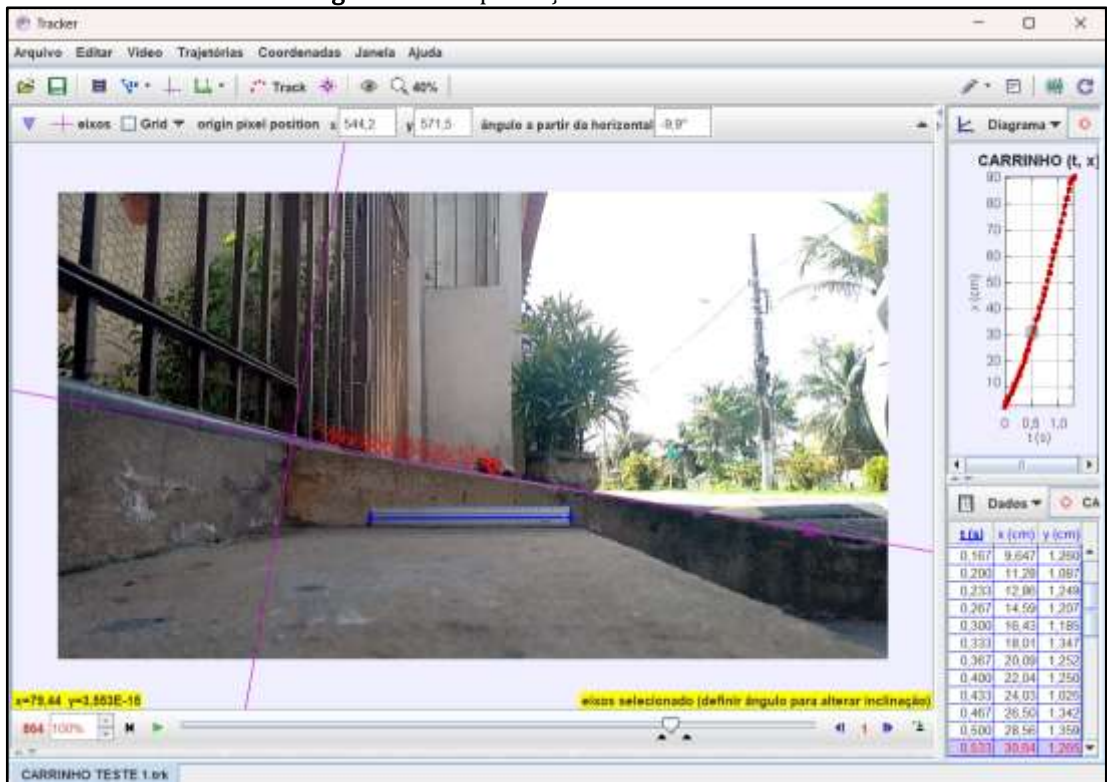 Tracker
Arquivo Editar Vídeo Trajetórias Coordenadas Janela Ajuda
Track 40%
eixos Grid origin pixel position x 544,2 y 571,5 ângulo a partir da horizontal -9,9°
Diagrama
CARRINHO (t, x)
90
80
70
60
50
40
30
20
10
x (cm)
0 0,5 1,0
t (s)
Dados CA
t (s) x (cm) y (cm)
0,167 9,647 1,260
0,200 11,28 1,087
0,233 12,86 1,249
0,267 14,59 1,207
0,300 16,43 1,185
0,333 18,01 1,347
0,367 20,09 1,252
0,400 22,04 1,250
0,433 24,03 1,026
0,467 26,50 1,342
0,500 28,56 1,359
0,533 30,94 1,265
x=79,44 y=3,553E-15
eixos selecionado (definir ângulo para alterar inclinação)
864 100% 1
CARRINHO TESTE 1.trk